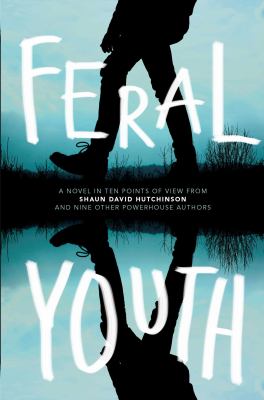 FERAL
A NOVEL IN TEN POINTS OF VIEW FROM
SHAUN DAVID HUTCHINSON
AND NINE OTHER POWERHOUSE AUTHORS
YOUTH